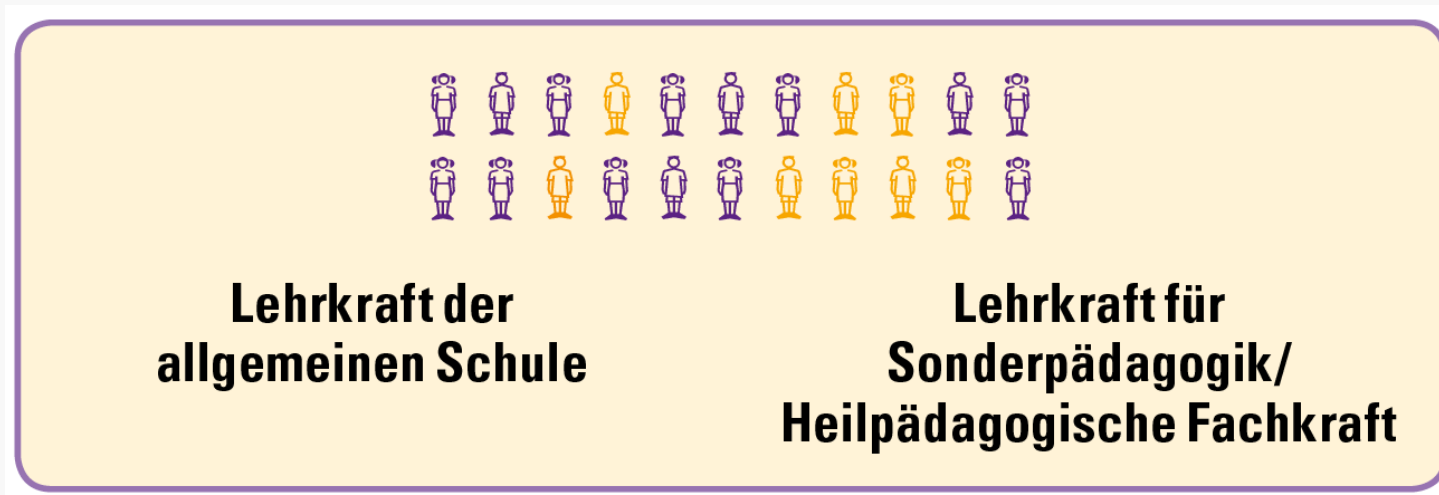 Lehrkraft der
allgemeinen Schule
Lehrkraft für
Sonderpädagogik/
Heilpädagogische Fachkraft